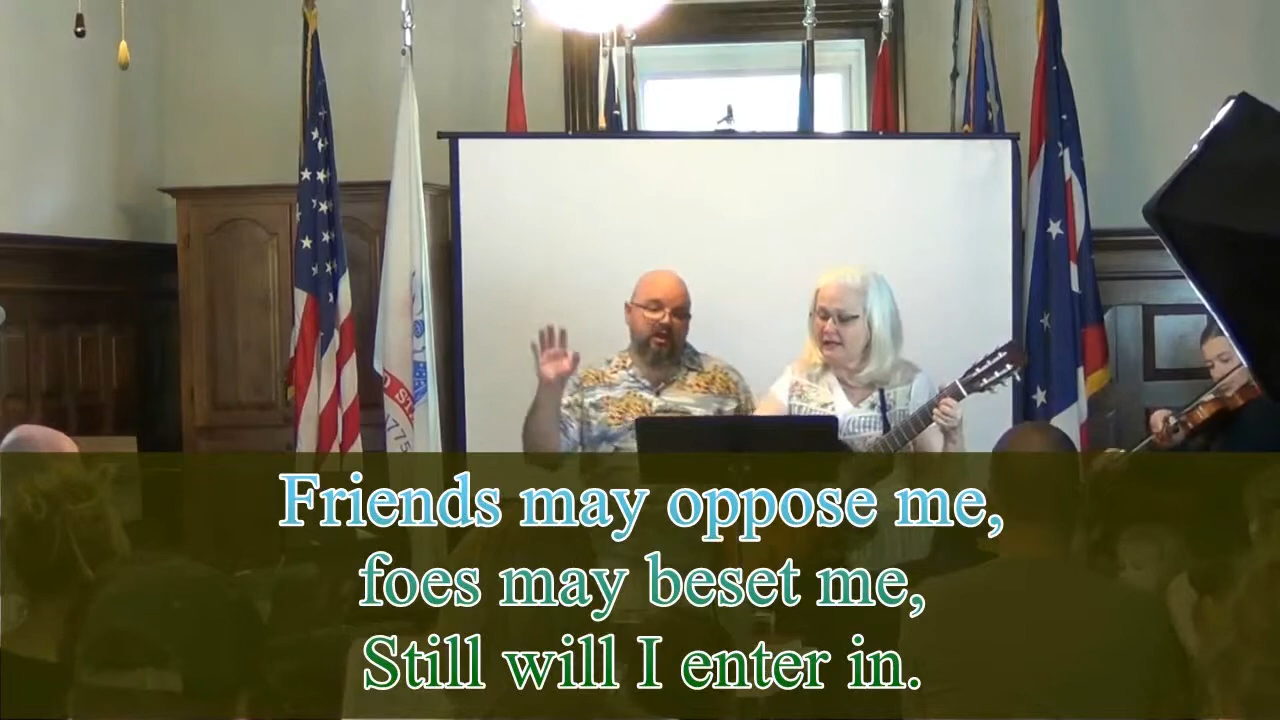 Friends may oppose me,
foes may beset me,
Still will I enter in.